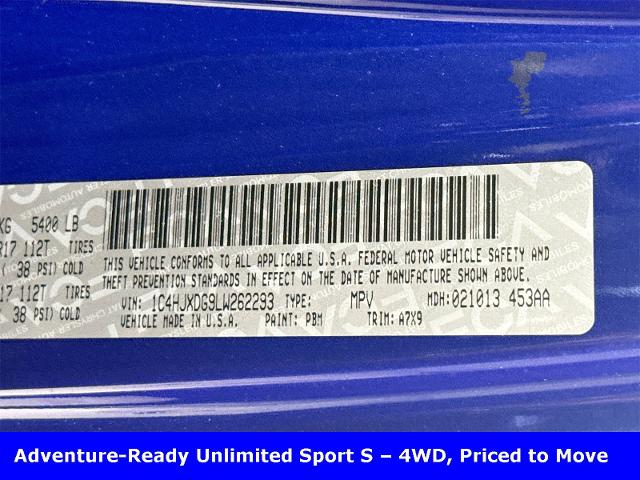 KG 5400 LB
R17 112T TIRES
( 38 PSI) COLD
17 112T TIRES
( 38 PSI) COLD
THIS VEHICLE CONFORMS TO ALL APPLICABLE U.S.A. FEDERAL MOTOR VEHICLE SAFETY AND
THEFT PREVENTION STANDARDS IN EFFECT ON THE DATE OF MANUFACTURE SHOWN ABOVE.
VIN: 1C4HJXDG9LW262293 TYPE: MPV MDH:021013 453AA
VEHICLE MADE IN U.S.A. PAINT: PBM TRIM: A7X9
Adventure-Ready Unlimited Sport S – 4WD, Priced to Move